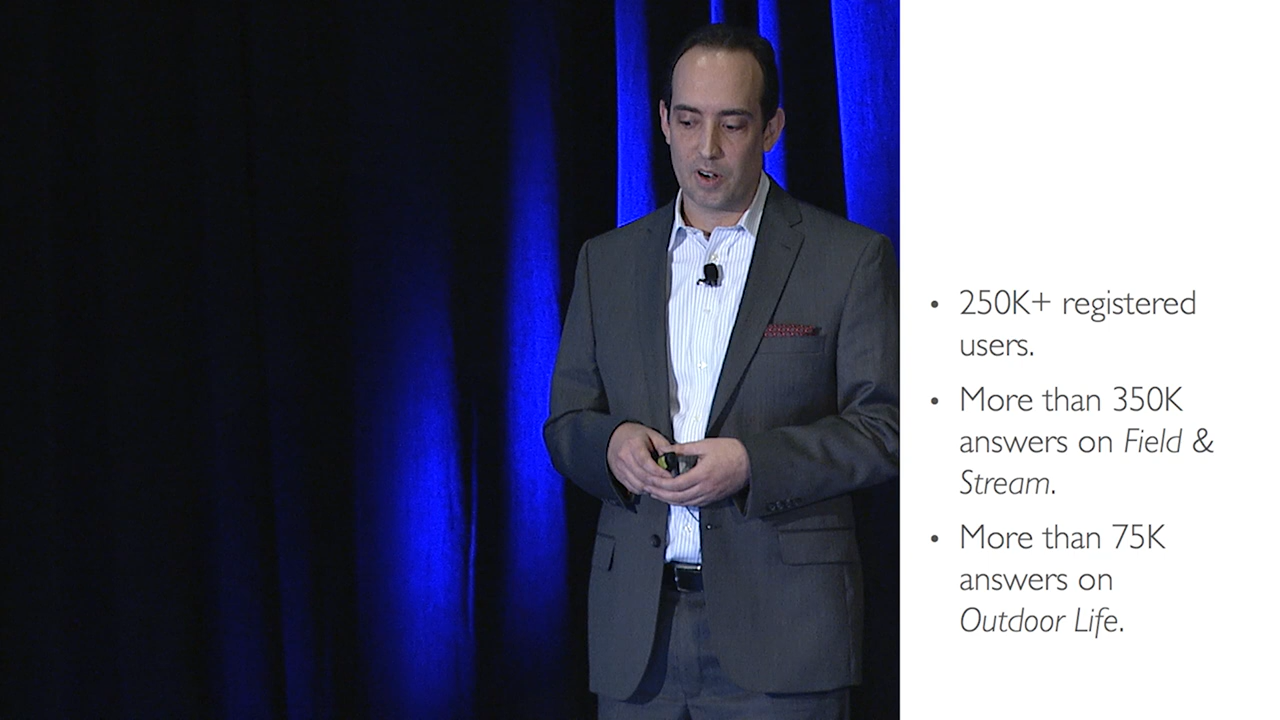 • 250K+ registered
users.
• More than 350K
answers on Field &
Stream.
• More than 75K
answers on
Outdoor Life.